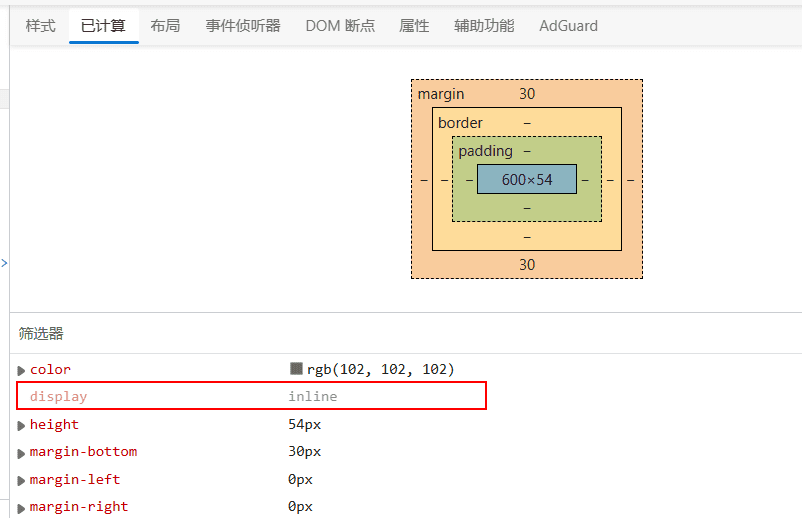 样式 已计算 布局 事件侦听器 DOM 断点 属性 辅助功能 AdGuard
margin 30
border –
padding –
– – – 600×54 – – –
–
–
30
筛选器
color rgb(102, 102, 102)
display inline
height 54px
margin-bottom 30px
margin-left 0px
margin-right 0px